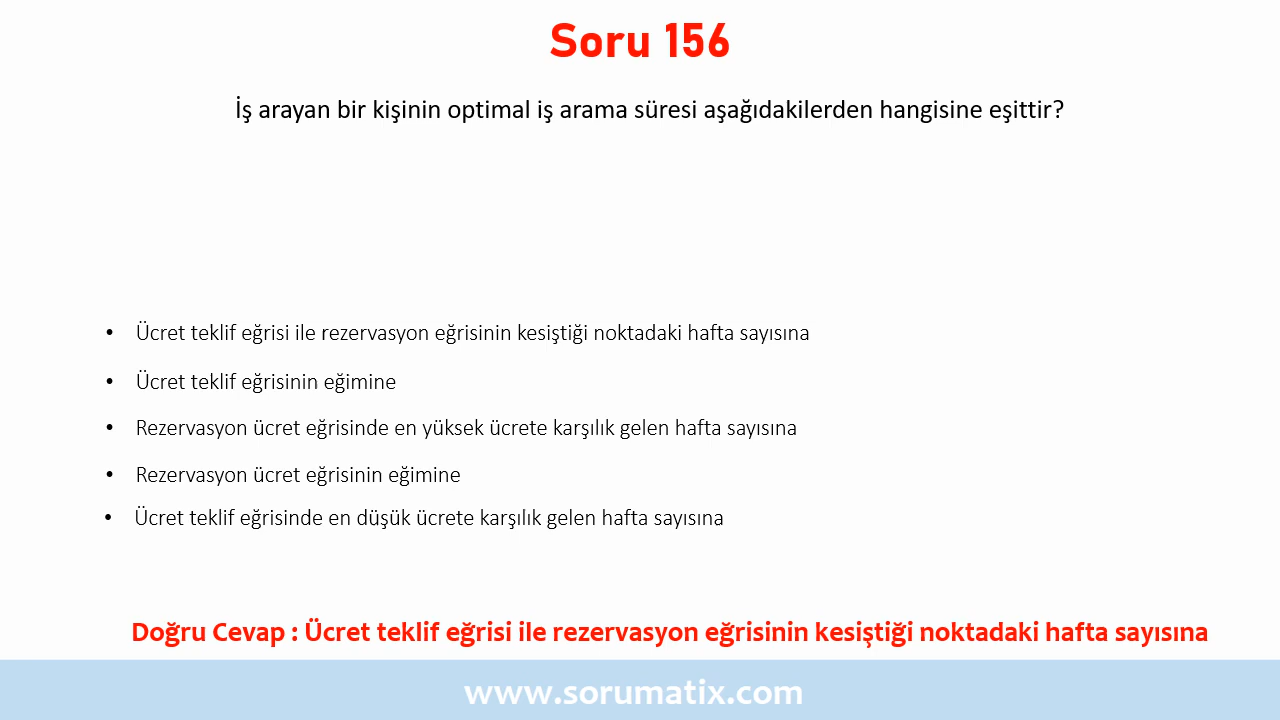 Soru 156
İş arayan bir kişinin optimal iş arama süresi aşağıdakilerden hangisine eşittir?
• Ücret teklif eğrisi ile rezervasyon eğrisinin kesiştiği noktadaki hafta sayısına
• Ücret teklif eğrisinin eğimine
• Rezervasyon ücret eğrisinde en yüksek ücrete karşılık gelen hafta sayısına
• Rezervasyon ücret eğrisinin eğimine
• Ücret teklif eğrisinde en düşük ücrete karşılık gelen hafta sayısına
Doğru Cevap : Ücret teklif eğrisi ile rezervasyon eğrisinin kesiştiği noktadaki hafta sayısına
www.sorumatix.com